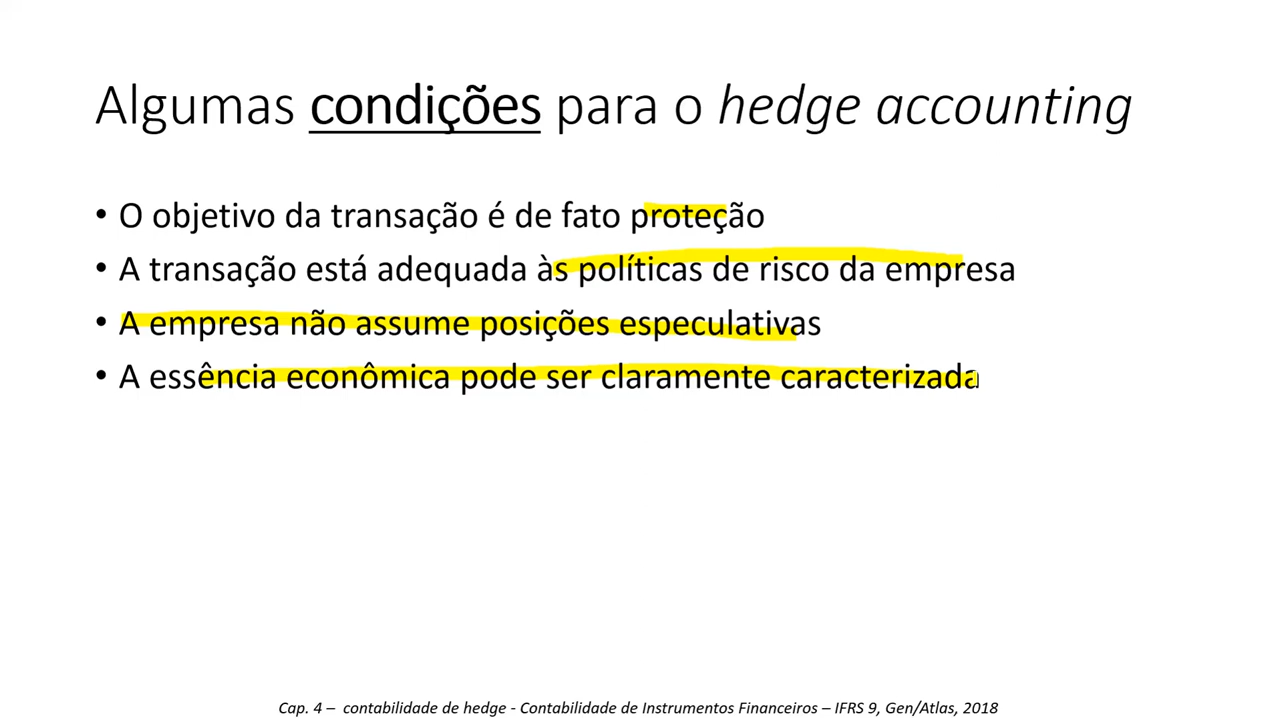 Algumas condições para o hedge accounting
• O objetivo da transação é de fato proteção
• A transação está adequada às políticas de risco da empresa
• A empresa não assume posições especulativas
• A essência econômica pode ser claramente caracterizada
Cap. 4 – contabilidade de hedge - Contabilidade de Instrumentos Financeiros – IFRS 9, Gen/Atlas, 2018